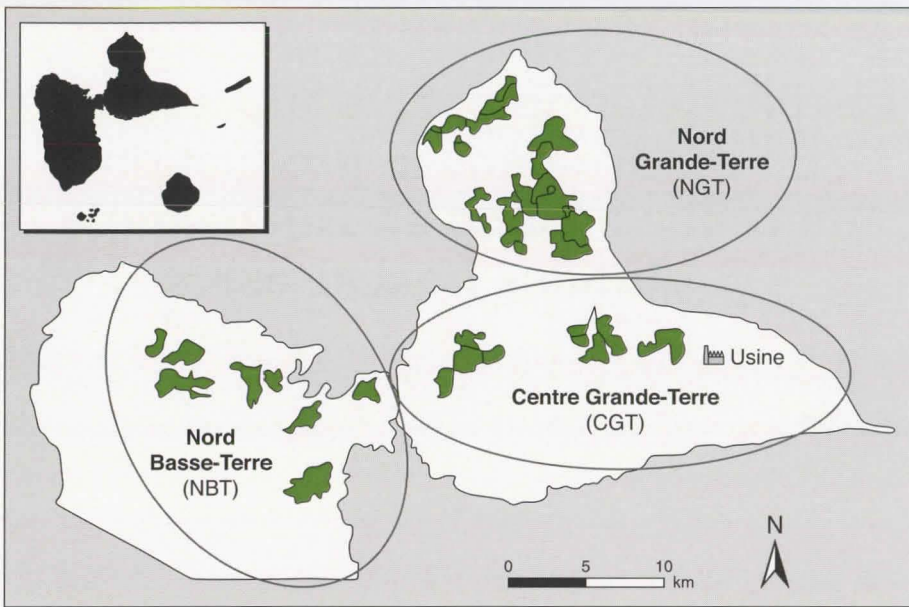 Nord
Grande-Terre
(NGT)
Usine
Centre Grande-Terre
(CGT)
Nord
Basse-Terre
(NBT)
N
0 5 10
km